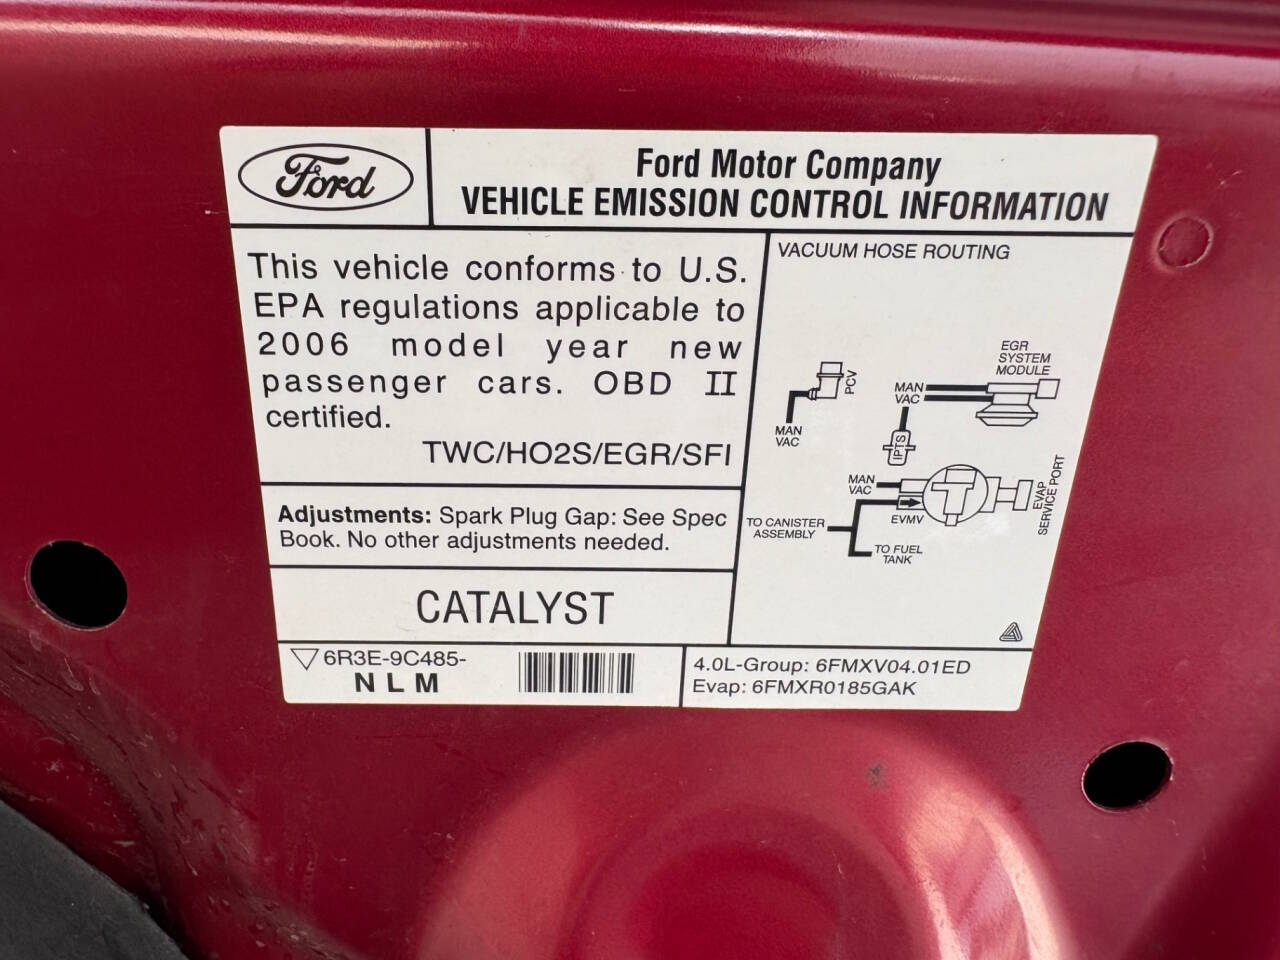 Ford
Ford Motor Company
VEHICLE EMISSION CONTROL INFORMATION
This vehicle conforms to U.S.
EPA regulations applicable to
2006 model year new
passenger cars. OBD II
certified.
TWC/HO2S/EGR/SFI
Adjustments: Spark Plug Gap: See Spec
Book. No other adjustments needed.
CATALYST
6R3E-9C485-
N L M
VACUUM HOSE ROUTING
PCV
MAN
VAC
EGR
SYSTEM
MODULE
MAN
VAC
IPTS
MAN
VAC
EVMV
EVAP
SERVICE PORT
TO CANISTER
ASSEMBLY
TO FUEL
TANK
4.0L-Group: 6FMXV04.01ED
Evap: 6FMXR0185GAK